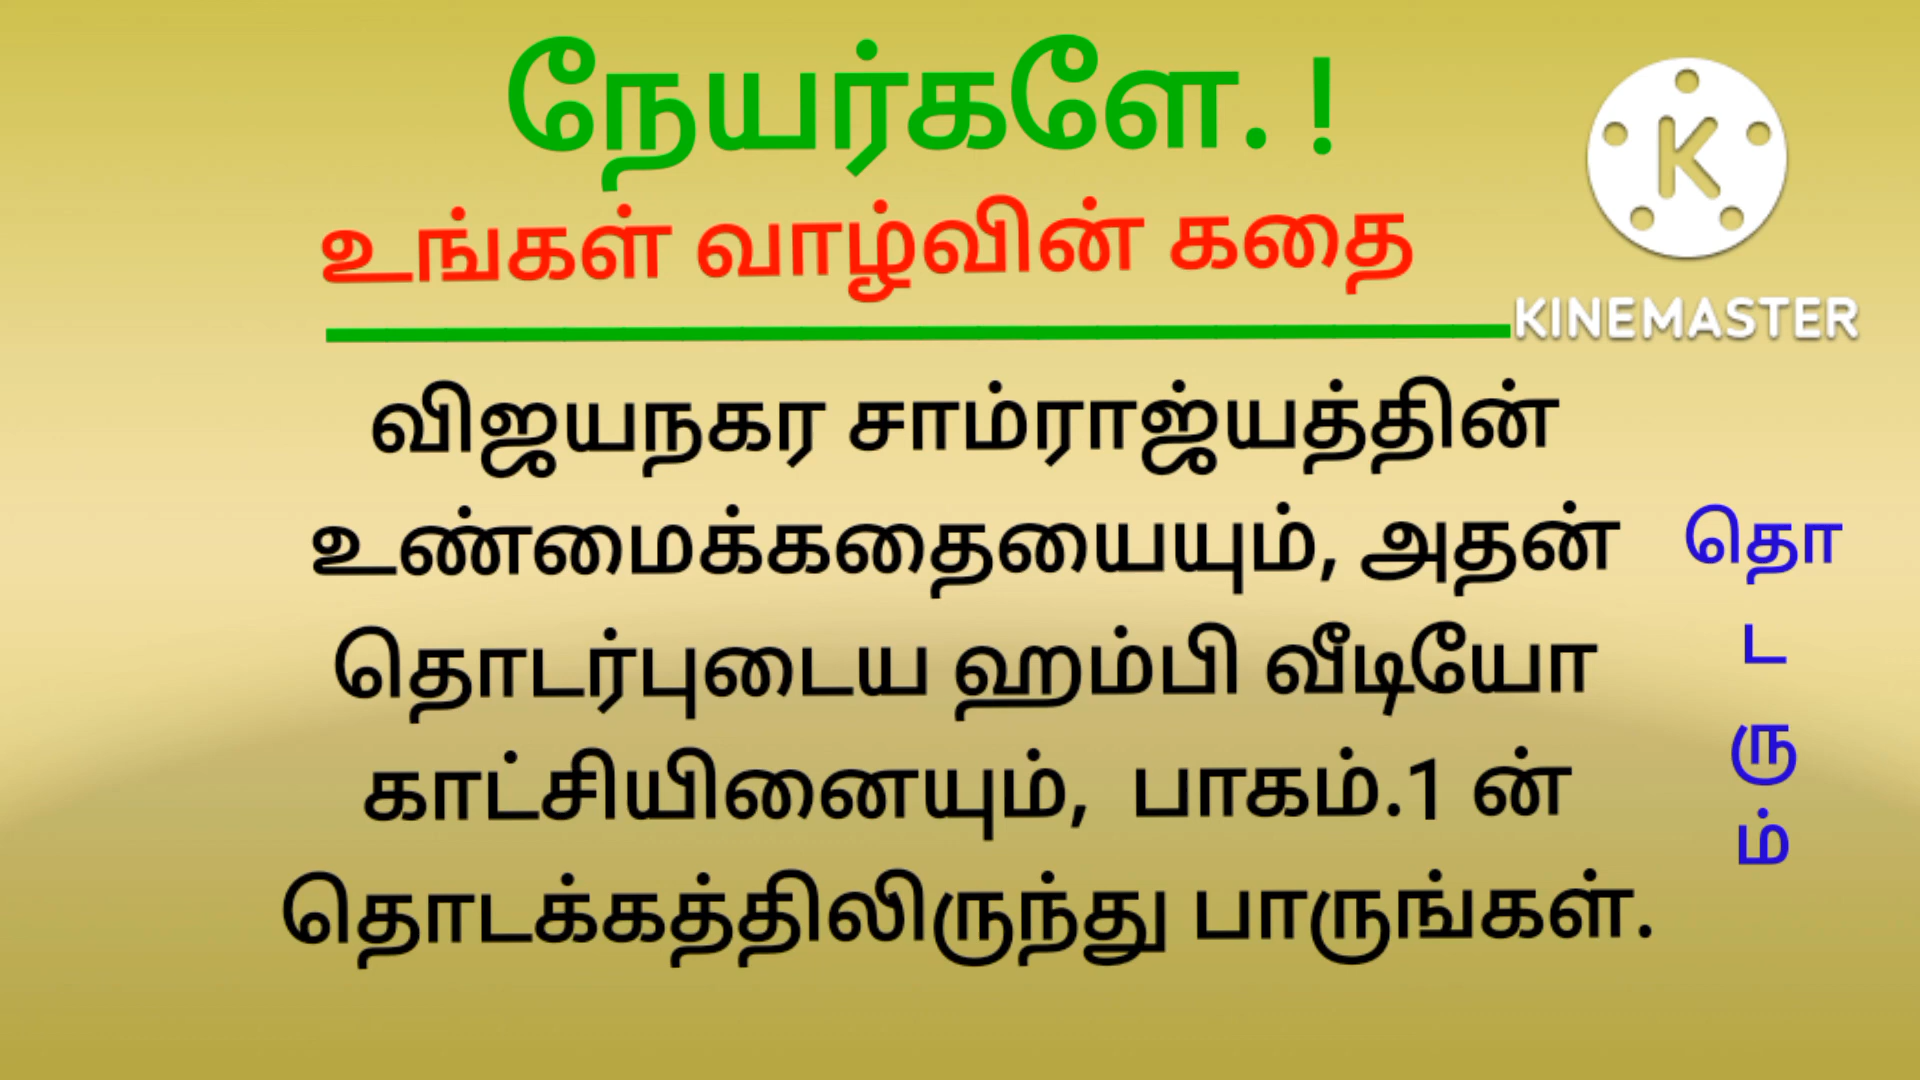 நேயர்களே. !
உங்கள் வாழ்வின் கதை
KINEMASTER
விஜயநகர சாம்ராஜ்யத்தின்
உண்மைக்கதையையும், அதன்
தொடர்புடைய ஹம்பி வீடியோ
காட்சியினையும், பாகம்.1 ன்
தொடக்கத்திலிருந்து பாருங்கள்.
தொ
ட
ரு
ம்